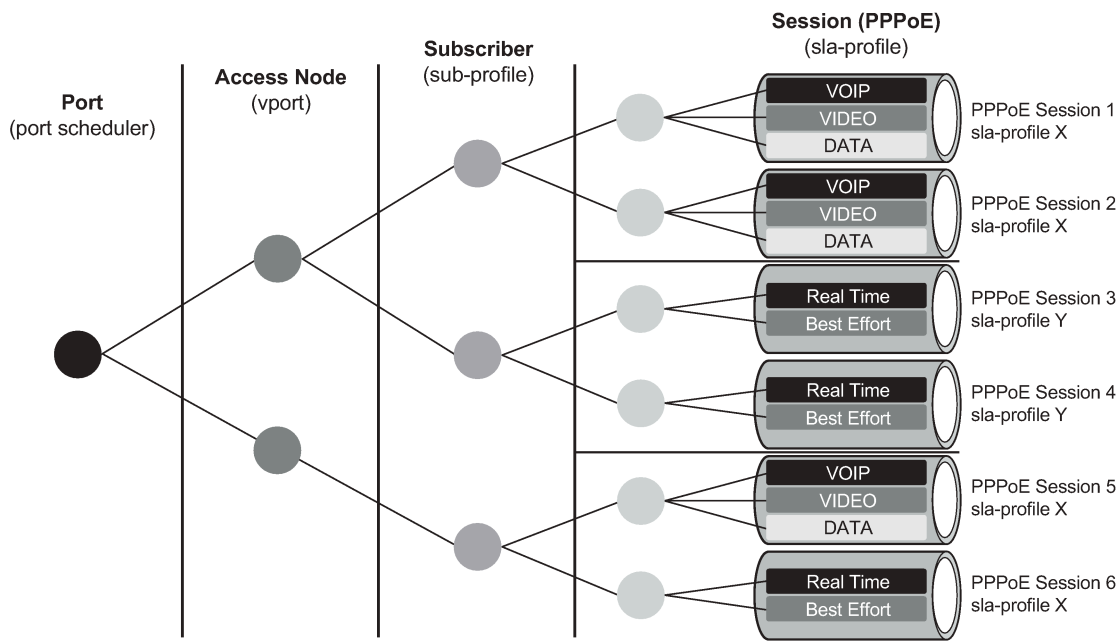 Port
(port scheduler)
Access Node
(vport)
Subscriber
(sub-profile)
Session (PPPoE)
(sla-profile)
VOIP
VIDEO
DATA
PPPoE Session 1
sla-profile X
VOIP
VIDEO
DATA
PPPoE Session 2
sla-profile X
Real Time
Best Effort
PPPoE Session 3
sla-profile Y
Real Time
Best Effort
PPPoE Session 4
sla-profile Y
VOIP
VIDEO
DATA
PPPoE Session 5
sla-profile X
Real Time
Best Effort
PPPoE Session 6
sla-profile X